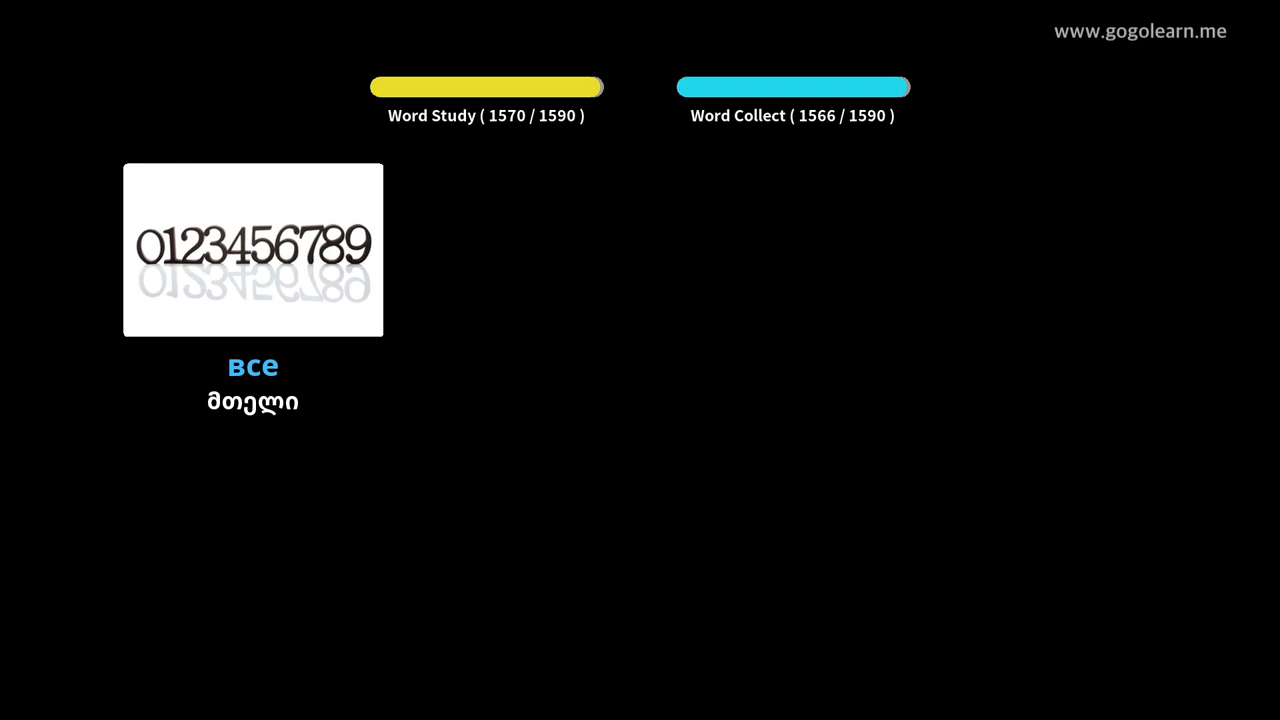 www.gogolearn.me
Word Study ( 1570 / 1590 )
Word Collect ( 1566 / 1590 )
0123456789
все
მთელი